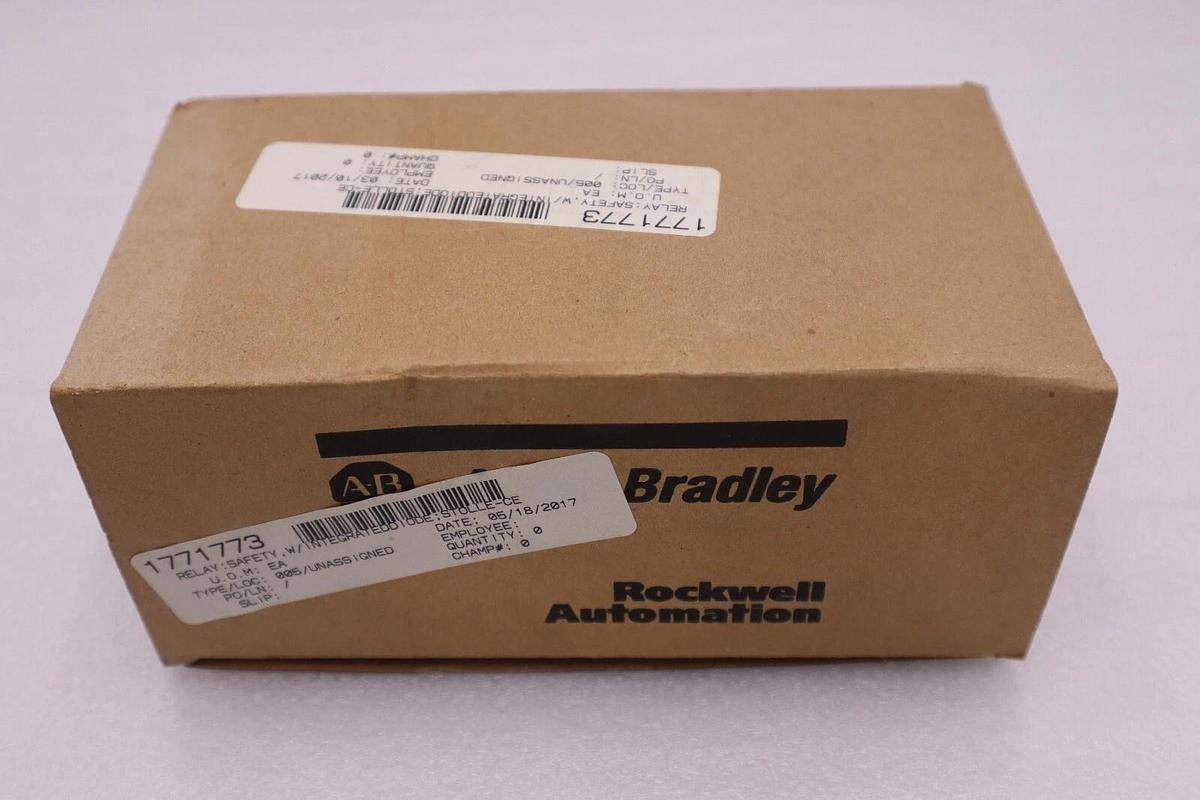 1771773
RELAY:SAFETY,W/INTEGRATEDDIODE;STOLLE-CE
U.O.M: EA
DATE: 03/10/2017
TYPE/LOC: 005/UNASSIGNED
EMPLOYEE:
PO/LN: /
QUANTITY: 0
SLIP:
CHAMP#: 0
A-B
Bradley
1771773
RELAY:SAFETY,W/INTEGRATEDDIODE;STOLLE-CE
U.O.M: EA
DATE: 05/18/2017
TYPE/LOC: 005/UNASSIGNED
EMPLOYEE:
PO/LN: /
QUANTITY: 0
SLIP:
CHAMP#: 0
Rockwell
Automation